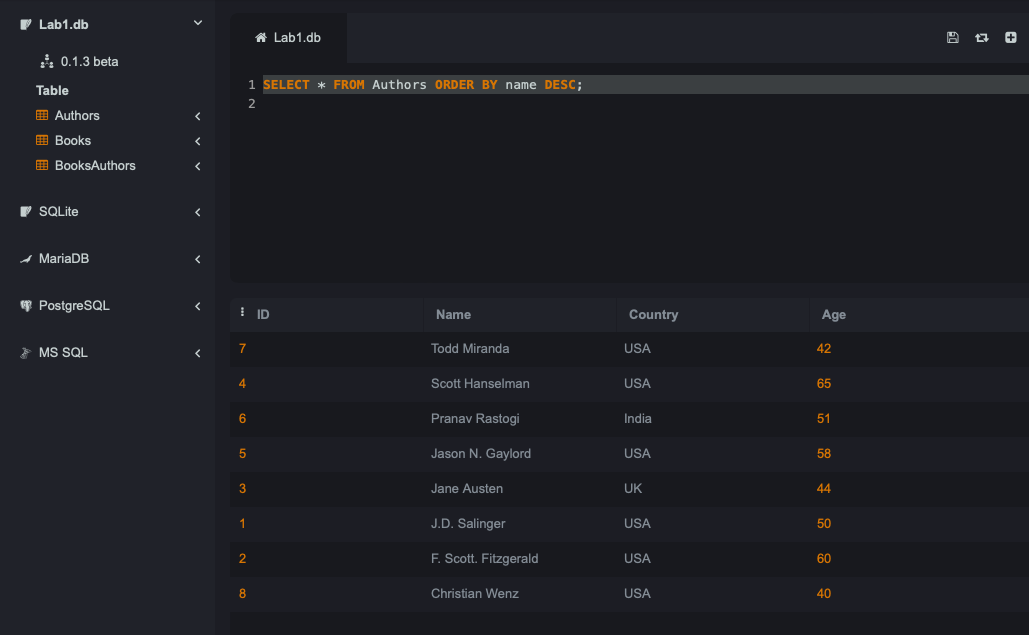 Lab1.db
0.1.3 beta
Table
Authors
Books
BooksAuthors
SQLite
MariaDB
PostgreSQL
MS SQL
Lab1.db
1 SELECT * FROM Authors ORDER BY name DESC;
2
ID Name Country Age
7 Todd Miranda USA 42
4 Scott Hanselman USA 65
6 Pranav Rastogi India 51
5 Jason N. Gaylord USA 58
3 Jane Austen UK 44
1 J.D. Salinger USA 50
2 F. Scott. Fitzgerald USA 60
8 Christian Wenz USA 40